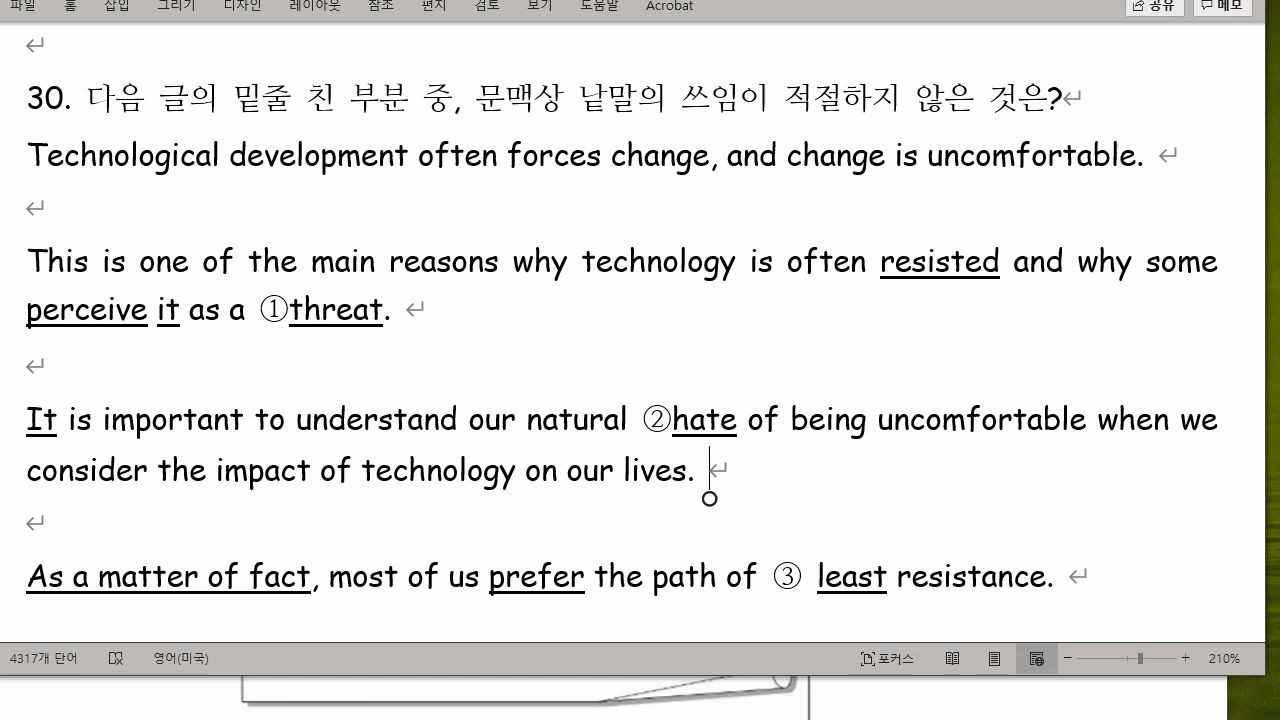 파일 홈 삽입 그리기 디자인 레이아웃 참조 편지 검토 보기 도움말 Acrobat 공유 메모
30. 다음 글의 밑줄 친 부분 중, 문맥상 낱말의 쓰임이 적절하지 않은 것은?
Technological development often forces change, and change is uncomfortable.
This is one of the main reasons why technology is often resisted and why some
perceive it as a ①threat.
It is important to understand our natural ②hate of being uncomfortable when we
consider the impact of technology on our lives.
As a matter of fact, most of us prefer the path of ③ least resistance.
4317개 단어 영어(미국) 포커스 210%